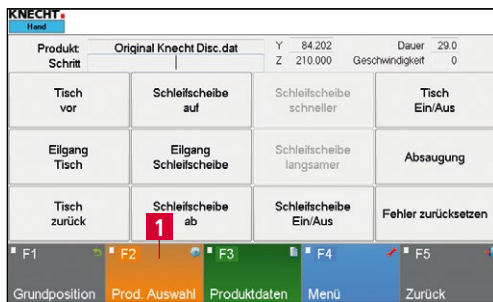 KNECHT
Hand
Produkt: Original Knecht Disc.dat Y 84.202 Dauer 29.0
Schritt Z 210.000 Geschwindigkeit 0
Tisch vor
Schleifscheibe auf
Schleifscheibe schneller
Tisch Ein/Aus
Eilgang Tisch
Eilgang Schleifscheibe
Schleifscheibe langsamer
Absaugung
Tisch zurück
Schleifscheibe ab
Schleifscheibe Ein/Aus
Fehler zurücksetzen
1
F1 F2 F3 F4 F5
Grundposition Prod. Auswahl Produktdaten Menü Zurück